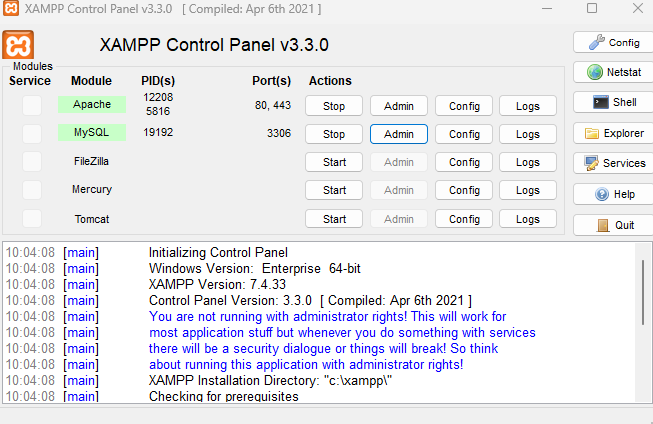 XAMPP Control Panel v3.3.0 [ Compiled: Apr 6th 2021 ]
XAMPP Control Panel v3.3.0
Config
Modules
Service Module PID(s) Port(s) Actions
Netstat
Apache 12208 5816 80, 443 Stop Admin Config Logs
Shell
MySQL 19192 3306 Stop Admin Config Logs
Explorer
FileZilla Start Admin Config Logs
Services
Mercury Start Admin Config Logs
Help
Tomcat Start Admin Config Logs
Quit
10:04:08 [main] Initializing Control Panel
10:04:08 [main] Windows Version: Enterprise 64-bit
10:04:08 [main] XAMPP Version: 7.4.33
10:04:08 [main] Control Panel Version: 3.3.0 [ Compiled: Apr 6th 2021 ]
10:04:08 [main] You are not running with administrator rights! This will work for
10:04:08 [main] most application stuff but whenever you do something with services
10:04:08 [main] there will be a security dialogue or things will break! So think
10:04:08 [main] about running this application with administrator rights!
10:04:08 [main] XAMPP Installation Directory: "c:\xampp\"
10:04:08 [main] Checking for prerequisites